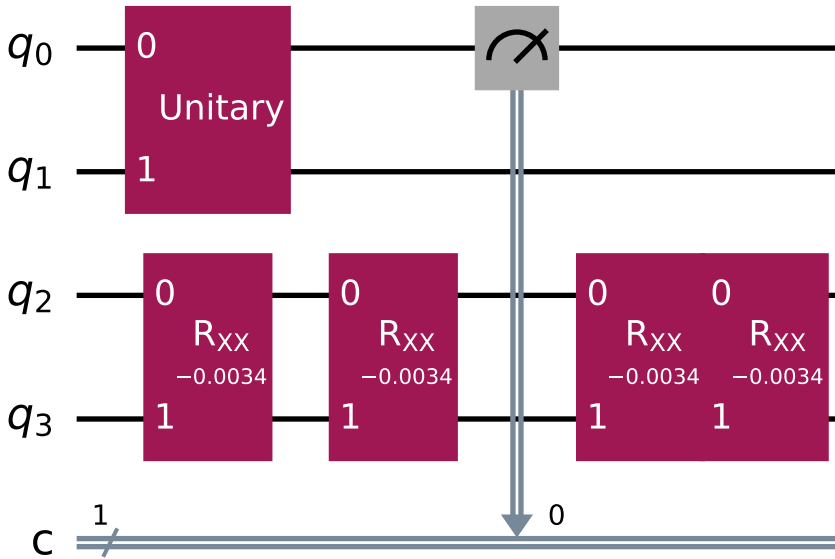 q0 0
Unitary
q1 1
q2 0 0 0 0
RXX RXX RXX RXX
−0.0034 −0.0034 −0.0034 −0.0034
q3 1 1 1 1
1 0
c